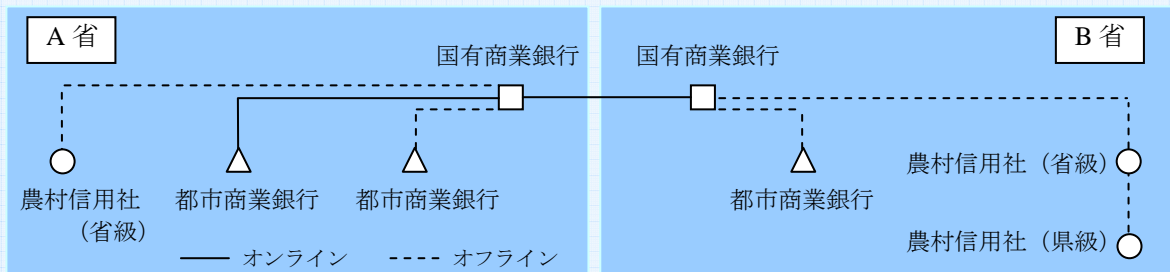 A 省
B 省
国有商業銀行
国有商業銀行
農村信用社
（省級）
都市商業銀行
都市商業銀行
都市商業銀行
農村信用社（省級）
農村信用社（県級）
オンライン
オフライン